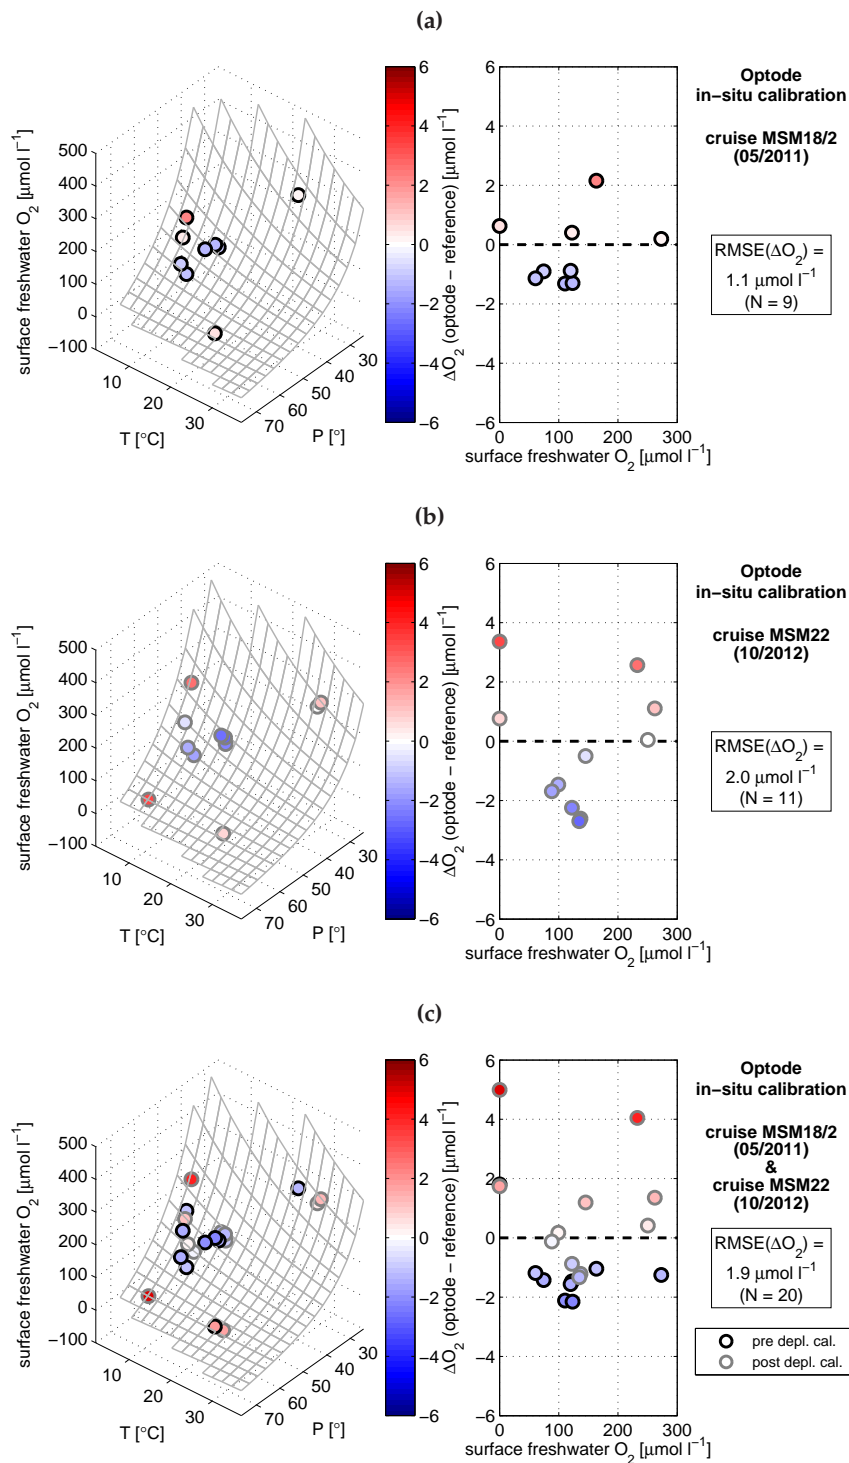 (a)
surface freshwater O2 [μmol l−1]
500
400
300
200
100
0
−100
10
20
30
T [°C]
70
60
50
40
30
P [°]
6
4
2
0
−2
−4
−6
ΔO2 (optode − reference) [μmol l−1]
6
4
2
0
−2
−4
−6
0 100 200 300
surface freshwater O2 [μmol l−1]
Optode
in−situ calibration
cruise MSM18/2
(05/2011)
RMSE(ΔO2) =
1.1 μmol l−1
(N = 9)
(b)
surface freshwater O2 [μmol l−1]
500
400
300
200
100
0
−100
10
20
30
T [°C]
70
60
50
40
30
P [°]
6
4
2
0
−2
−4
−6
ΔO2 (optode − reference) [μmol l−1]
6
4
2
0
−2
−4
−6
0 100 200 300
surface freshwater O2 [μmol l−1]
Optode
in−situ calibration
cruise MSM22
(10/2012)
RMSE(ΔO2) =
2.0 μmol l−1
(N = 11)
(c)
surface freshwater O2 [μmol l−1]
500
400
300
200
100
0
−100
10
20
30
T [°C]
70
60
50
40
30
P [°]
6
4
2
0
−2
−4
−6
ΔO2 (optode − reference) [μmol l−1]
6
4
2
0
−2
−4
−6
0 100 200 300
surface freshwater O2 [μmol l−1]
Optode
in−situ calibration
cruise MSM18/2
(05/2011)
&
cruise MSM22
(10/2012)
RMSE(ΔO2) =
1.9 μmol l−1
(N = 20)
pre depl. cal.
post depl. cal.